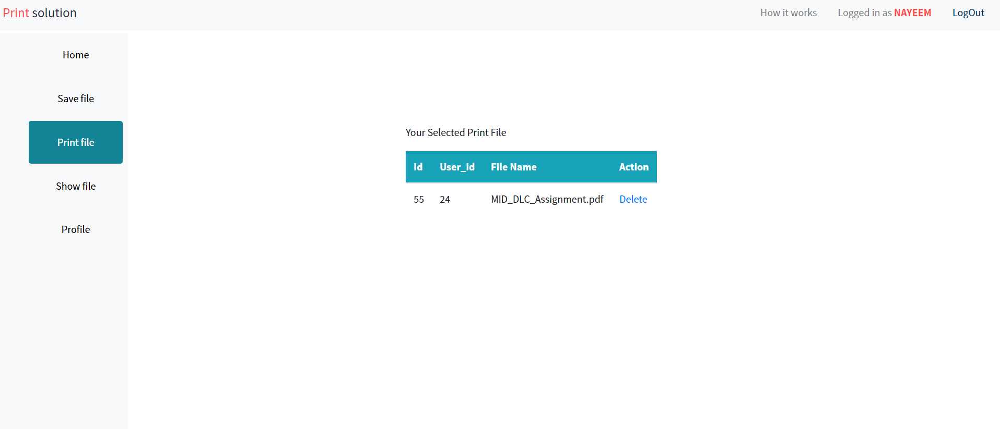 Print solution
How it works Logged in as NAYEEM LogOut
Home
Save file
Print file
Show file
Profile
Your Selected Print File
Id User_id File Name Action
55 24 MID_DLC_Assignment.pdf Delete